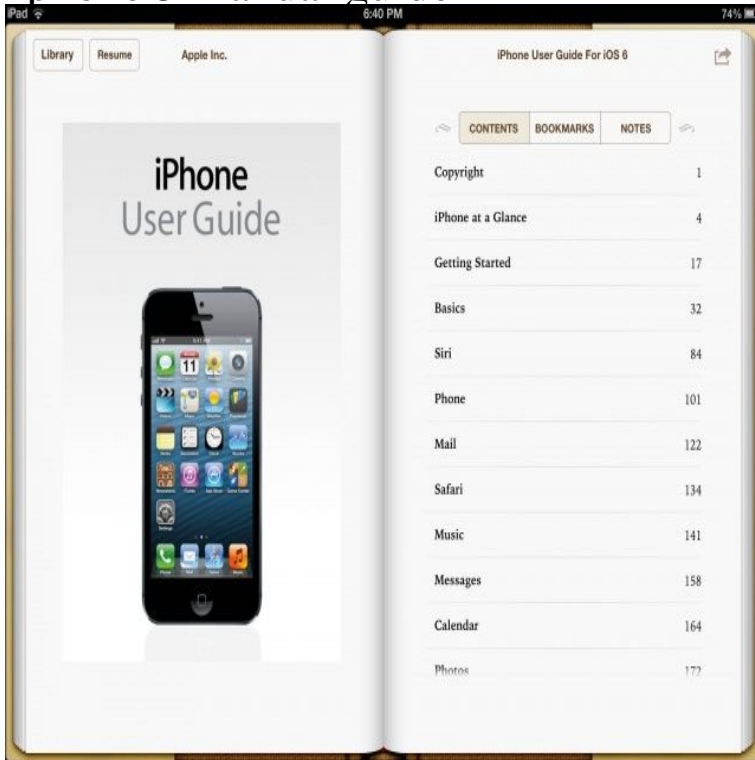 iPad 6:40 PM 74%
Library Resume Apple Inc.
iPhone
User Guide
iPhone User Guide For iOS 6
CONTENTS BOOKMARKS NOTES
Copyright 1
iPhone at a Glance 4
Getting Started 17
Basics 32
Siri 84
Phone 101
Mail 122
Safari 134
Music 141
Messages 158
Calendar 164
Photos 172